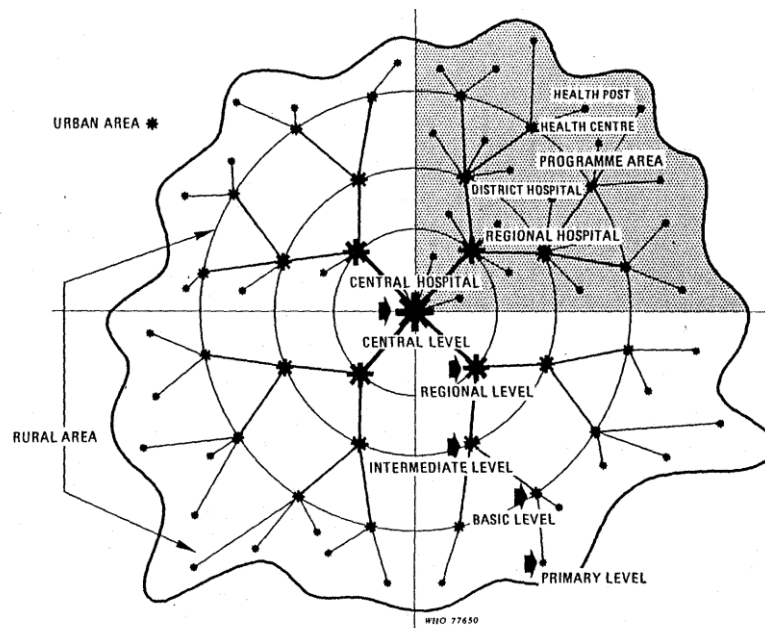 HEALTH POST
URBAN AREA
HEALTH CENTRE
PROGRAMME AREA
DISTRICT HOSPITAL
REGIONAL HOSPITAL
CENTRAL HOSPITAL
CENTRAL LEVEL
REGIONAL LEVEL
RURAL AREA
INTERMEDIATE LEVEL
BASIC LEVEL
PRIMARY LEVEL
WHO 77650